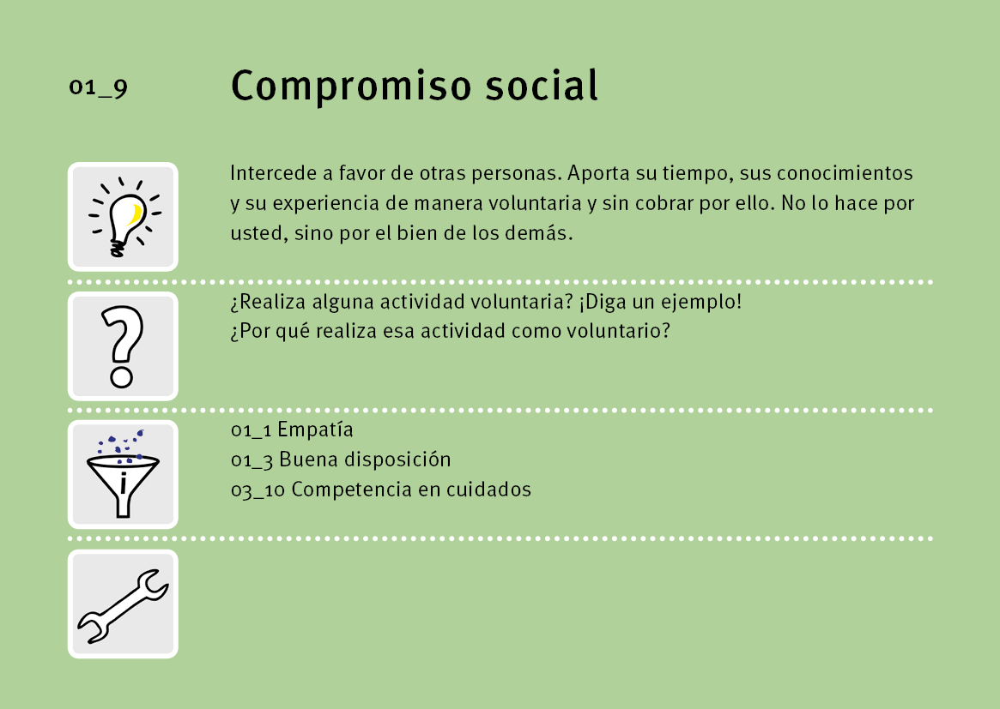 01_9
Compromiso social
Intercede a favor de otras personas. Aporta su tiempo, sus conocimientos
y su experiencia de manera voluntaria y sin cobrar por ello. No lo hace por
usted, sino por el bien de los demás.
¿Realiza alguna actividad voluntaria? ¡Diga un ejemplo!
¿Por qué realiza esa actividad como voluntario?
01_1 Empatía
01_3 Buena disposición
03_10 Competencia en cuidados
i